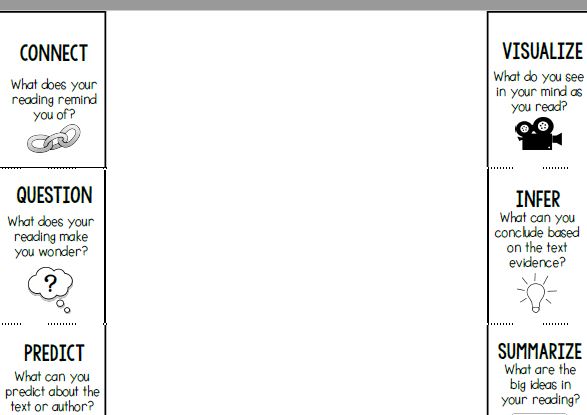 CONNECT
What does your
reading remind
you of?
QUESTION
What does your
reading make
you wonder?
?
PREDICT
What can you
predict about the
text or author?
VISUALIZE
What do you see
in your mind as
you read?
INFER
What can you
conclude based
on the text
evidence?
SUMMARIZE
What are the
big ideas in
your reading?